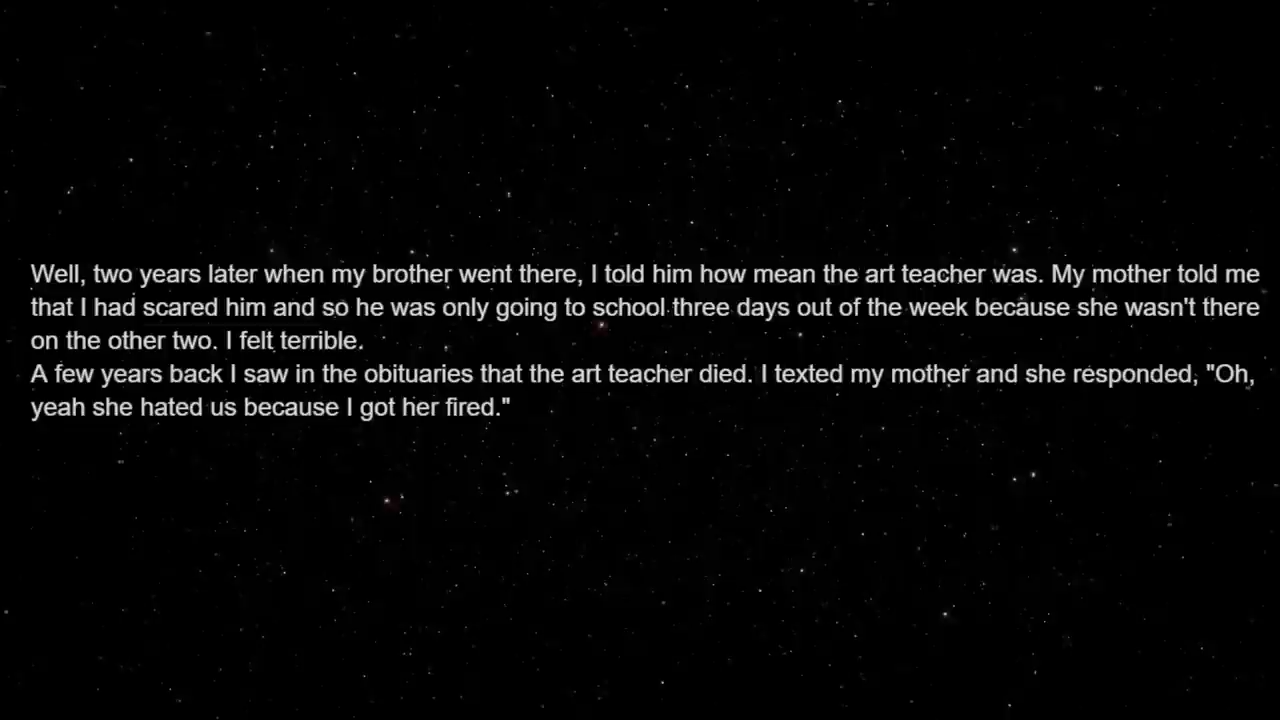 Well, two years later when my brother went there, I told him how mean the art teacher was. My mother told me
that I had scared him and so he was only going to school three days out of the week because she wasn't there
on the other two. I felt terrible.
A few years back I saw in the obituaries that the art teacher died. I texted my mother and she responded, "Oh,
yeah she hated us because I got her fired."